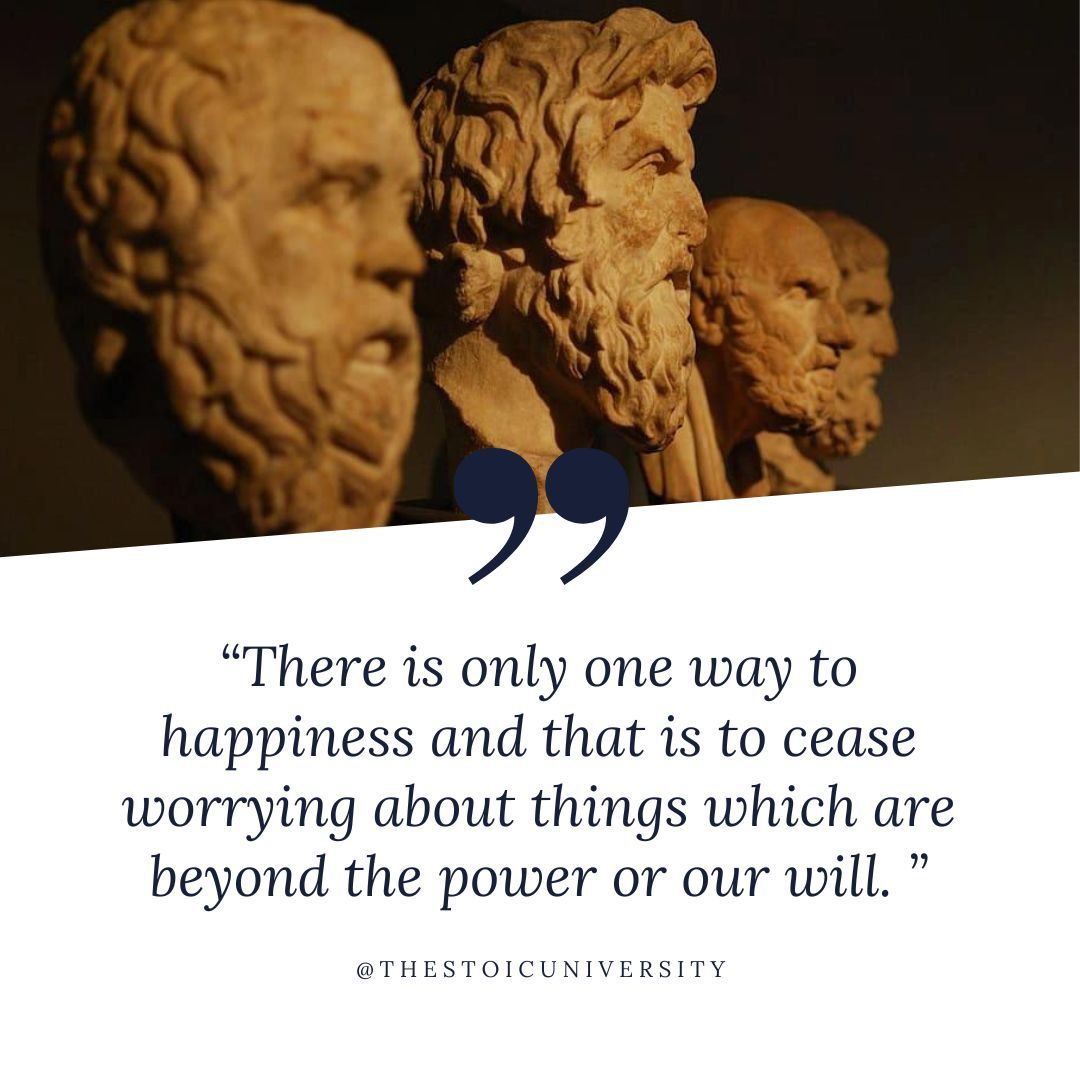 “There is only one way to
happiness and that is to cease
worrying about things which are
beyond the power or our will. ”
@THESTOICUNIVERSITY